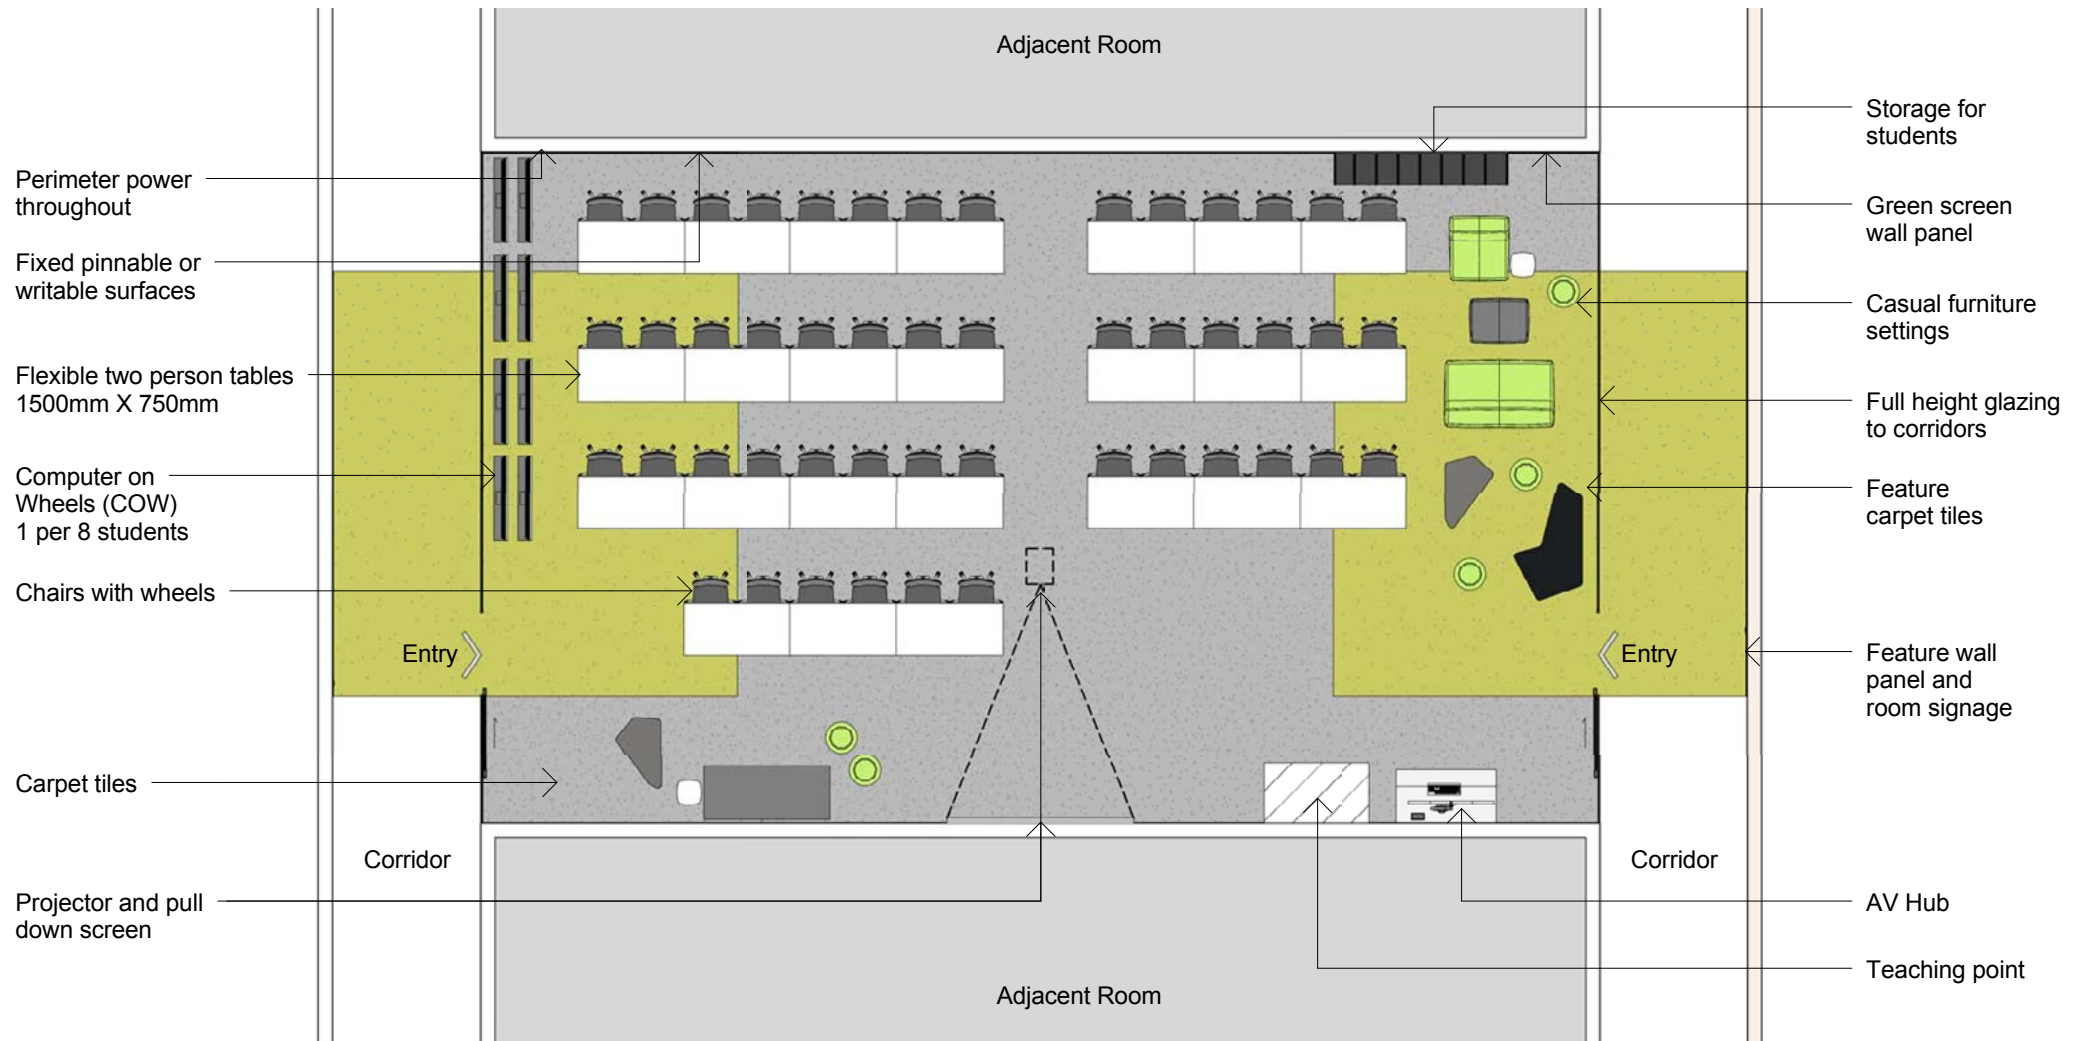 Adjacent Room
Perimeter power
throughout
Fixed pinnable or
writable surfaces
Flexible two person tables
1500mm X 750mm
Computer on
Wheels (COW)
1 per 8 students
Chairs with wheels
Entry
Carpet tiles
Corridor
Projector and pull
down screen
Storage for
students
Green screen
wall panel
Casual furniture
settings
Full height glazing
to corridors
Feature
carpet tiles
Entry
Feature wall
panel and
room signage
Corridor
AV Hub
Teaching point
Adjacent Room